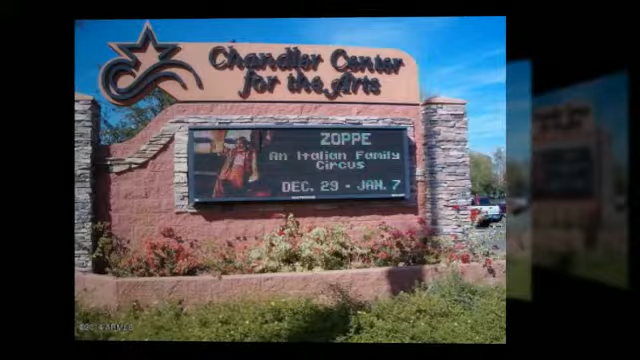 Chandler Center
for the Arts
ZOPPE
An Italian Family
Circus
DEC. 29 - JAN. 7